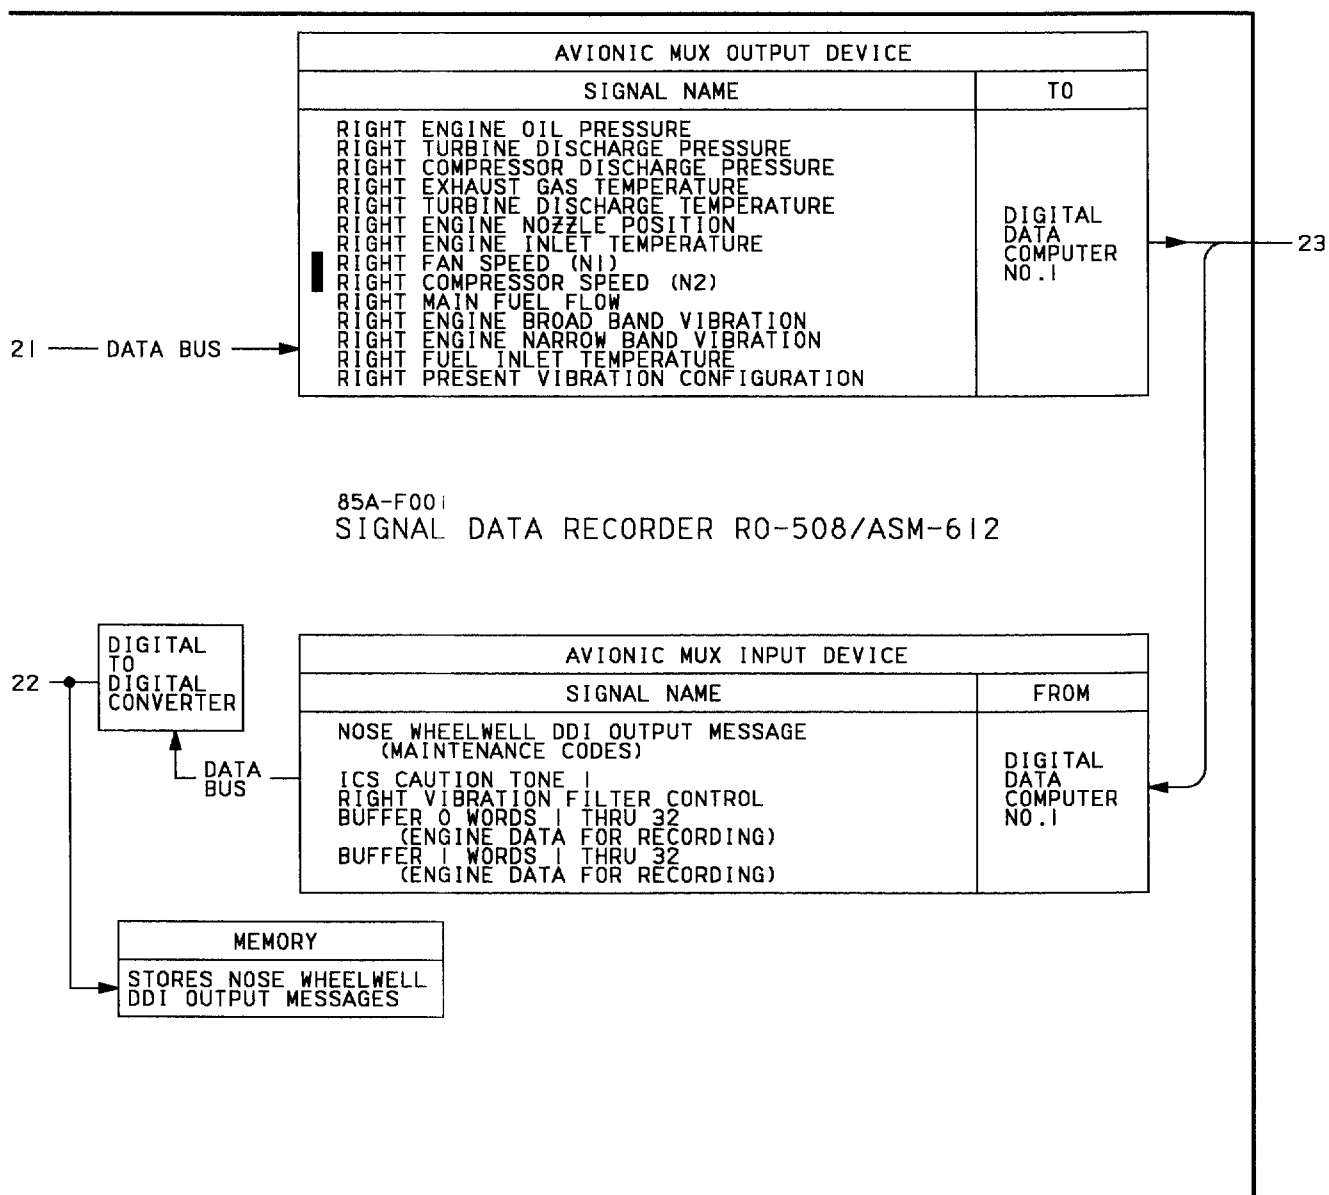 AVIONIC MUX OUTPUT DEVICE
SIGNAL NAME
TO
RIGHT ENGINE OIL PRESSURE
RIGHT TURBINE DISCHARGE PRESSURE
RIGHT COMPRESSOR DISCHARGE PRESSURE
RIGHT EXHAUST GAS TEMPERATURE
RIGHT TURBINE DISCHARGE TEMPERATURE
RIGHT ENGINE NOZZLE POSITION
RIGHT ENGINE INLET TEMPERATURE
RIGHT FAN SPEED (N1)
RIGHT COMPRESSOR SPEED (N2)
RIGHT MAIN FUEL FLOW
RIGHT ENGINE BROAD BAND VIBRATION
RIGHT ENGINE NARROW BAND VIBRATION
RIGHT FUEL INLET TEMPERATURE
RIGHT PRESENT VIBRATION CONFIGURATION
DIGITAL
DATA
COMPUTER
NO.1
23
21
DATA BUS
85A-F001
SIGNAL DATA RECORDER RO-508/ASM-612
DIGITAL
TO
DIGITAL
CONVERTER
22
DATA
BUS
AVIONIC MUX INPUT DEVICE
SIGNAL NAME
FROM
NOSE WHEELWELL DDI OUTPUT MESSAGE
(MAINTENANCE CODES)
ICS CAUTION TONE 1
RIGHT VIBRATION FILTER CONTROL
BUFFER 0 WORDS 1 THRU 32
(ENGINE DATA FOR RECORDING)
BUFFER 1 WORDS 1 THRU 32
(ENGINE DATA FOR RECORDING)
DIGITAL
DATA
COMPUTER
NO.1
MEMORY
STORES NOSE WHEELWELL
DDI OUTPUT MESSAGES